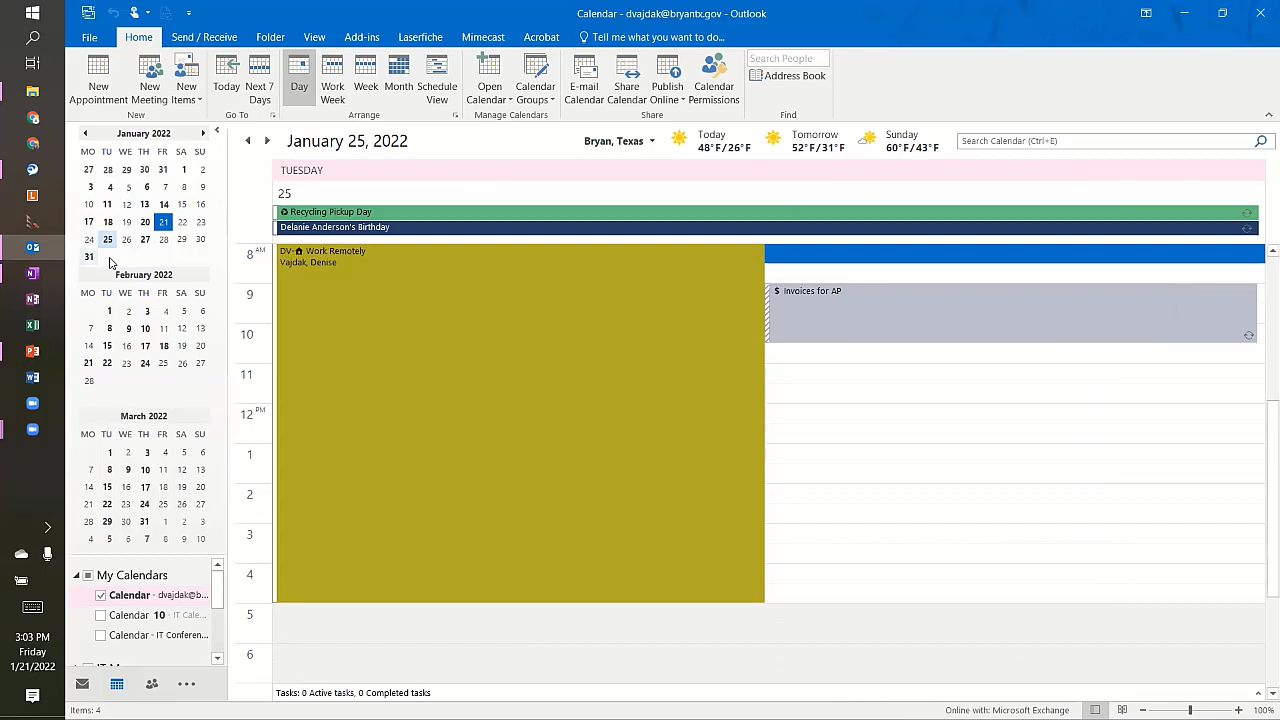 Calendar - dvajdak@bryantx.gov - Outlook
File Home Send / Receive Folder View Add-ins Laserfiche Mimecast Acrobat Tell me what you want to do...
New Appointment
New Meeting
New Items
Today
Next 7 Days
Day
Work Week
Week
Month
Schedule View
Open Calendar
Calendar Groups
E-mail Calendar
Share Calendar
Publish Online
Calendar Permissions
Search People
Address Book
New Go To Arrange Manage Calendars Share Find
January 2022
MO TU WE TH FR SA SU
27 28 29 30 31 1 2
3 4 5 6 7 8 9
10 11 12 13 14 15 16
17 18 19 20 21 22 23
24 25 26 27 28 29 30
31
February 2022
MO TU WE TH FR SA SU
1 2 3 4 5 6
7 8 9 10 11 12 13
14 15 16 17 18 19 20
21 22 23 24 25 26 27
28
March 2022
MO TU WE TH FR SA SU
1 2 3 4 5 6
7 8 9 10 11 12 13
14 15 16 17 18 19 20
21 22 23 24 25 26 27
28 29 30 31 1 2 3
4 5 6 7 8 9 10
My Calendars
Calendar - dvajdak@b...
Calendar 10 - IT Cale...
Calendar - IT Conferen...
January 25, 2022
Bryan, Texas
Today
48°F/26°F
Tomorrow
52°F/31°F
Sunday
60°F/43°F
Search Calendar (Ctrl+E)
TUESDAY
25
Recycling Pickup Day
Delanie Anderson's Birthday
8 AM
DV- Work Remotely
Vajdak, Denise
9
$ Invoices for AP
10
11
12 PM
1
2
3
4
5
6
Tasks: 0 Active tasks, 0 Completed tasks
3:03 PM
Friday
1/21/2022
Items: 4
Online with: Microsoft Exchange
100%